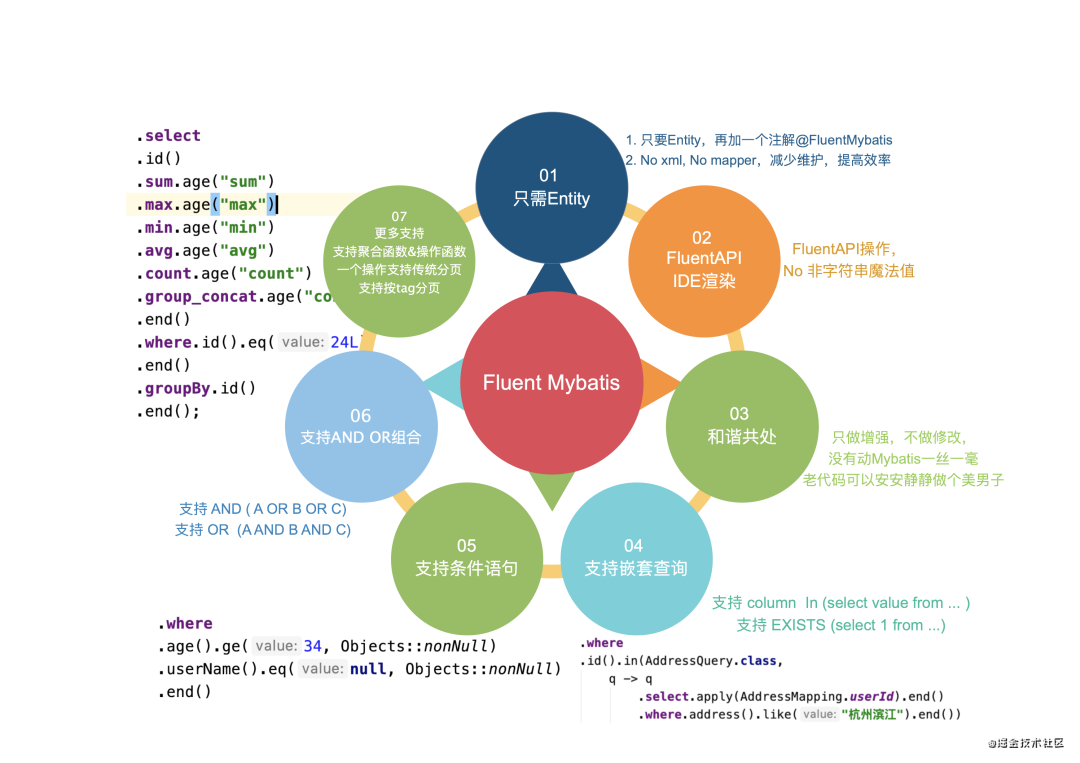 .select
.id()
.sum.age("sum")
.max.age("max")
.min.age("min")
.avg.age("avg")
.count.age("count")
.group_concat.age("co
.end()
.where.id().eq( value: 24L
.end()
.groupBy.id()
.end();
01
只需Entity
1. 只要Entity，再加一个注解@FluentMybatis
2. No xml, No mapper，减少维护，提高效率
07
更多支持
支持聚合函数&操作函数
一个操作支持传统分页
支持按tag分页
02
FluentAPI
IDE渲染
FluentAPI操作，
No 非字符串魔法值
Fluent Mybatis
06
支持AND OR组合
03
和谐共处
只做增强，不做修改，
没有动Mybatis一丝一毫
老代码可以安安静静做个美男子
支持 AND ( A OR B OR C)
支持 OR (A AND B AND C)
05
支持条件语句
04
支持嵌套查询
支持 column In (select value from ... )
支持 EXISTS (select 1 from ...)
.where
.age().ge( value: 34, Objects::nonNull)
.userName().eq( value: null, Objects::nonNull)
.end()
.where
.id().in(AddressQuery.class,
q -> q
.select.apply(AddressMapping.userId).end()
.where.address().like( value: "杭州滨江").end())
@掘金技术社区